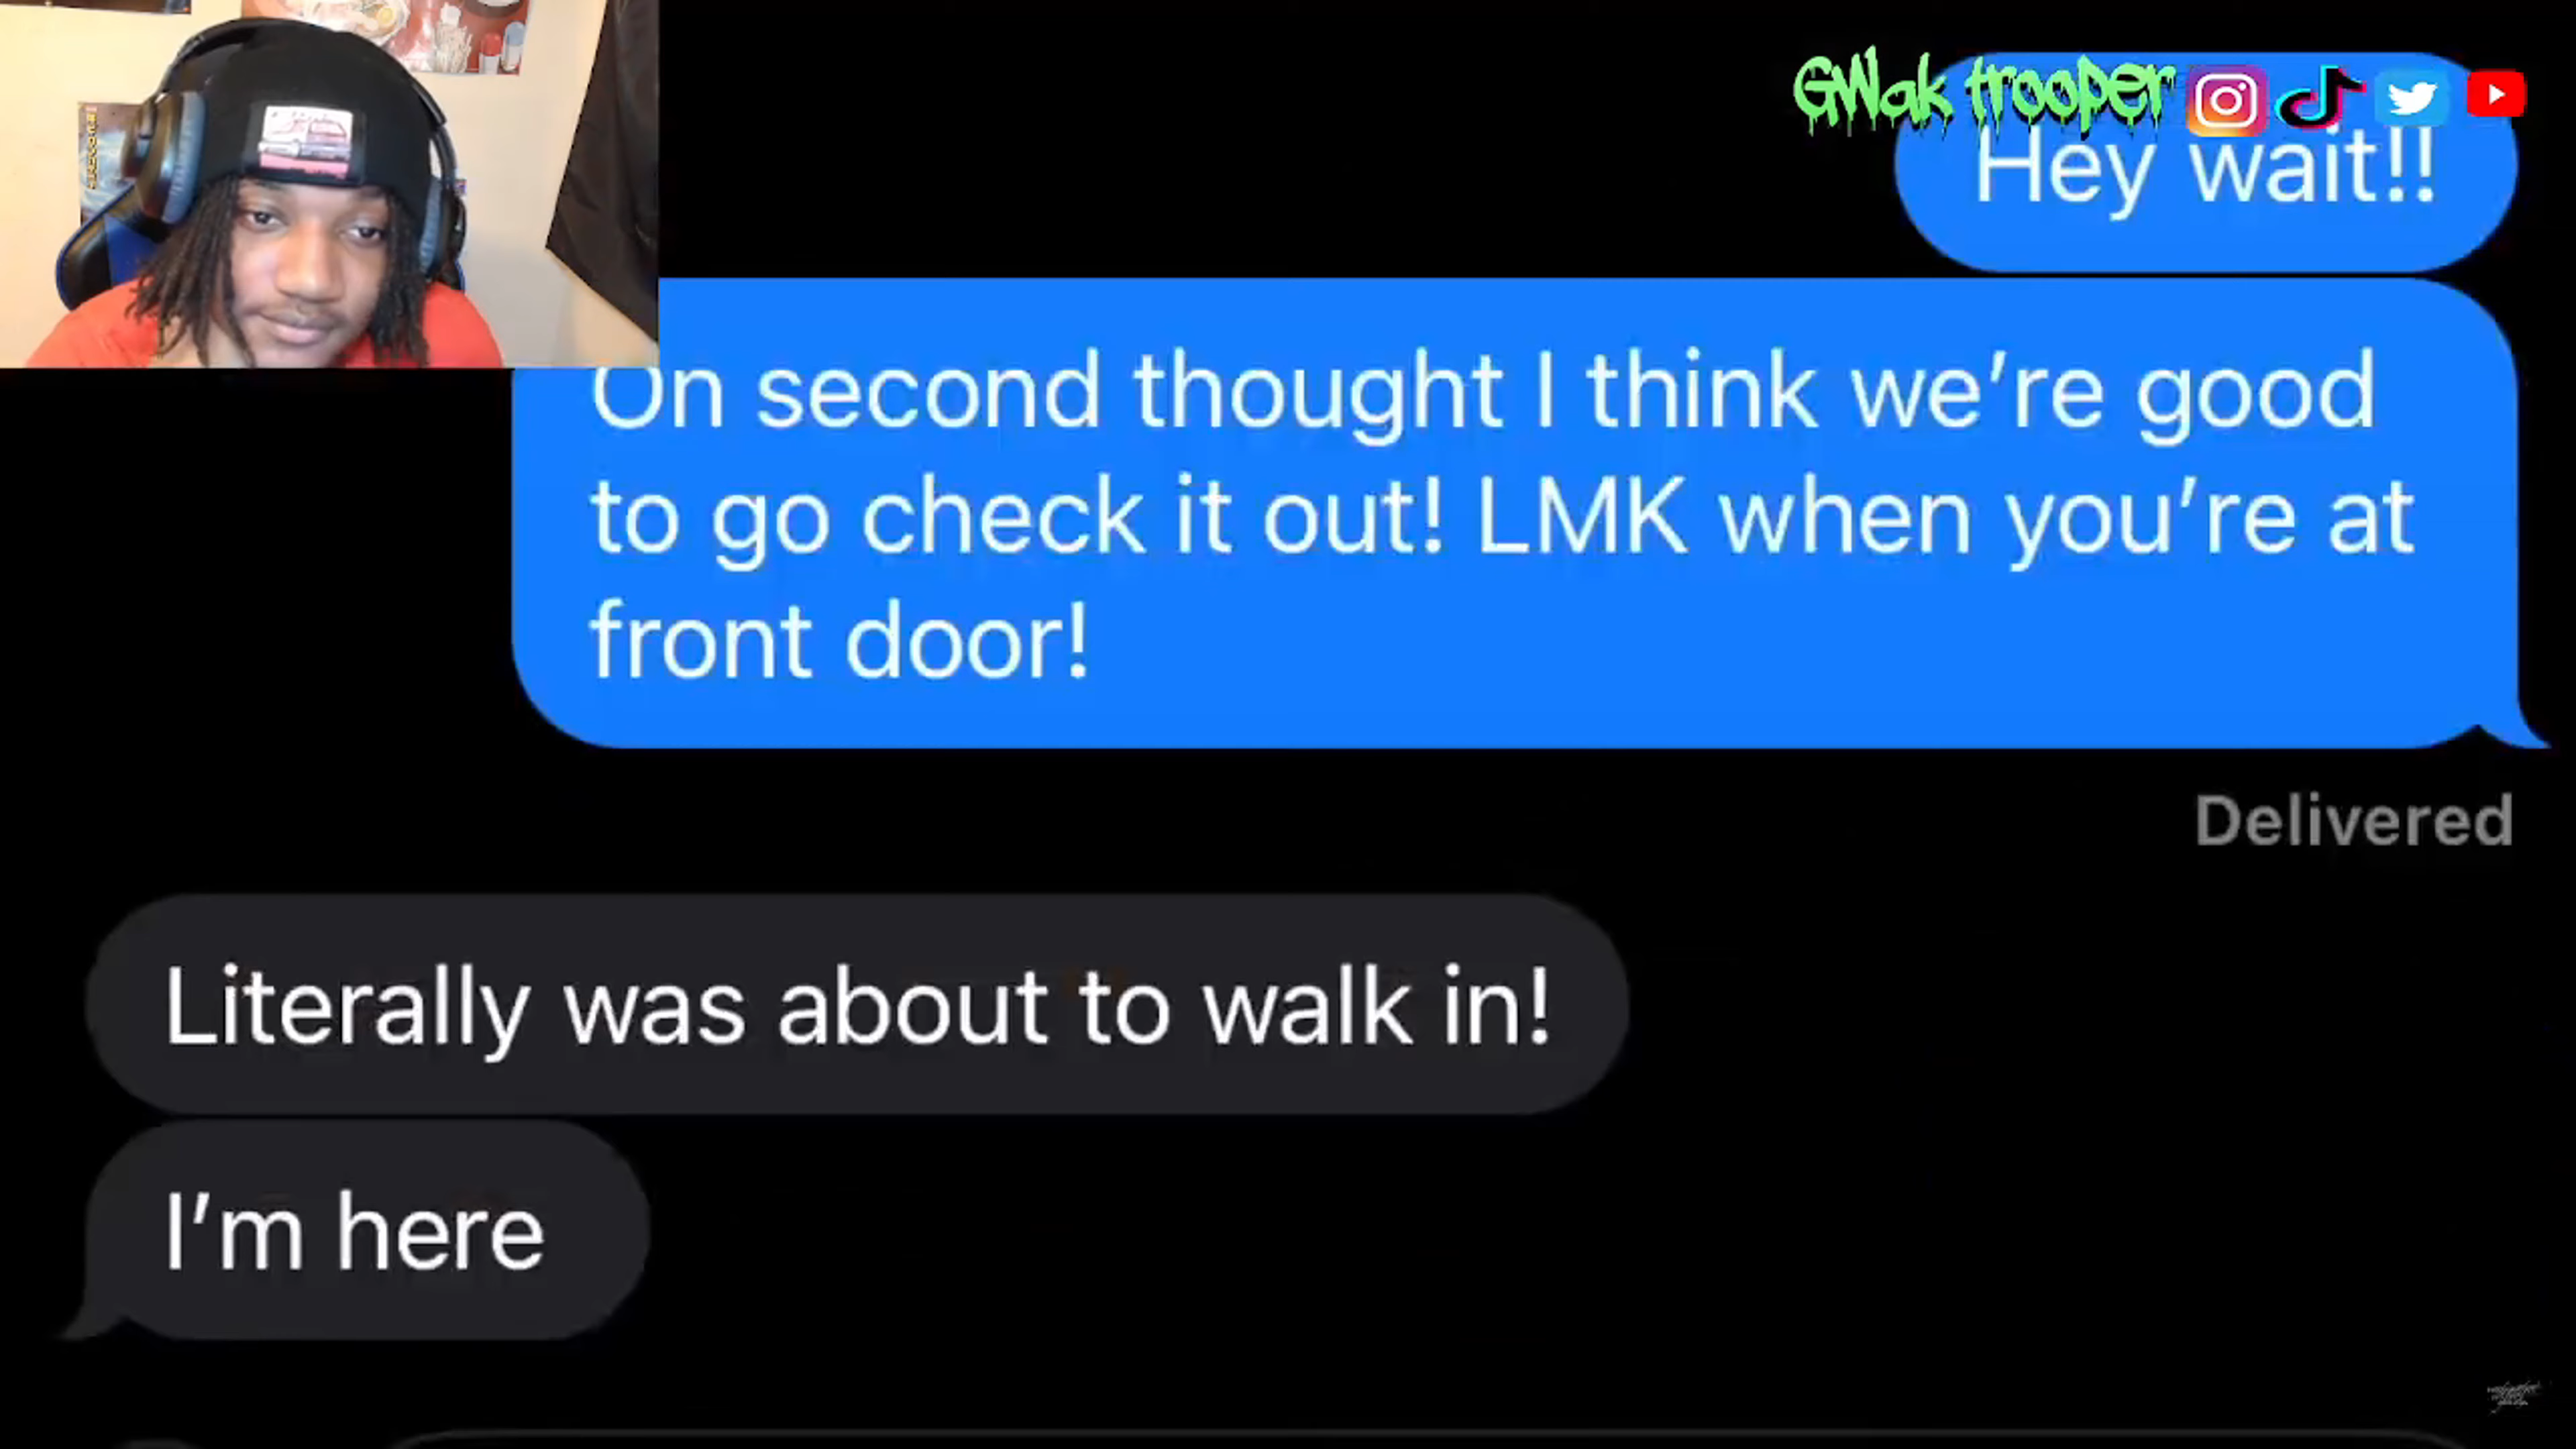 GWak trooper
Hey wait!!
On second thought I think we're good
to go check it out! LMK when you're at
front door!
Delivered
Literally was about to walk in!
I'm here